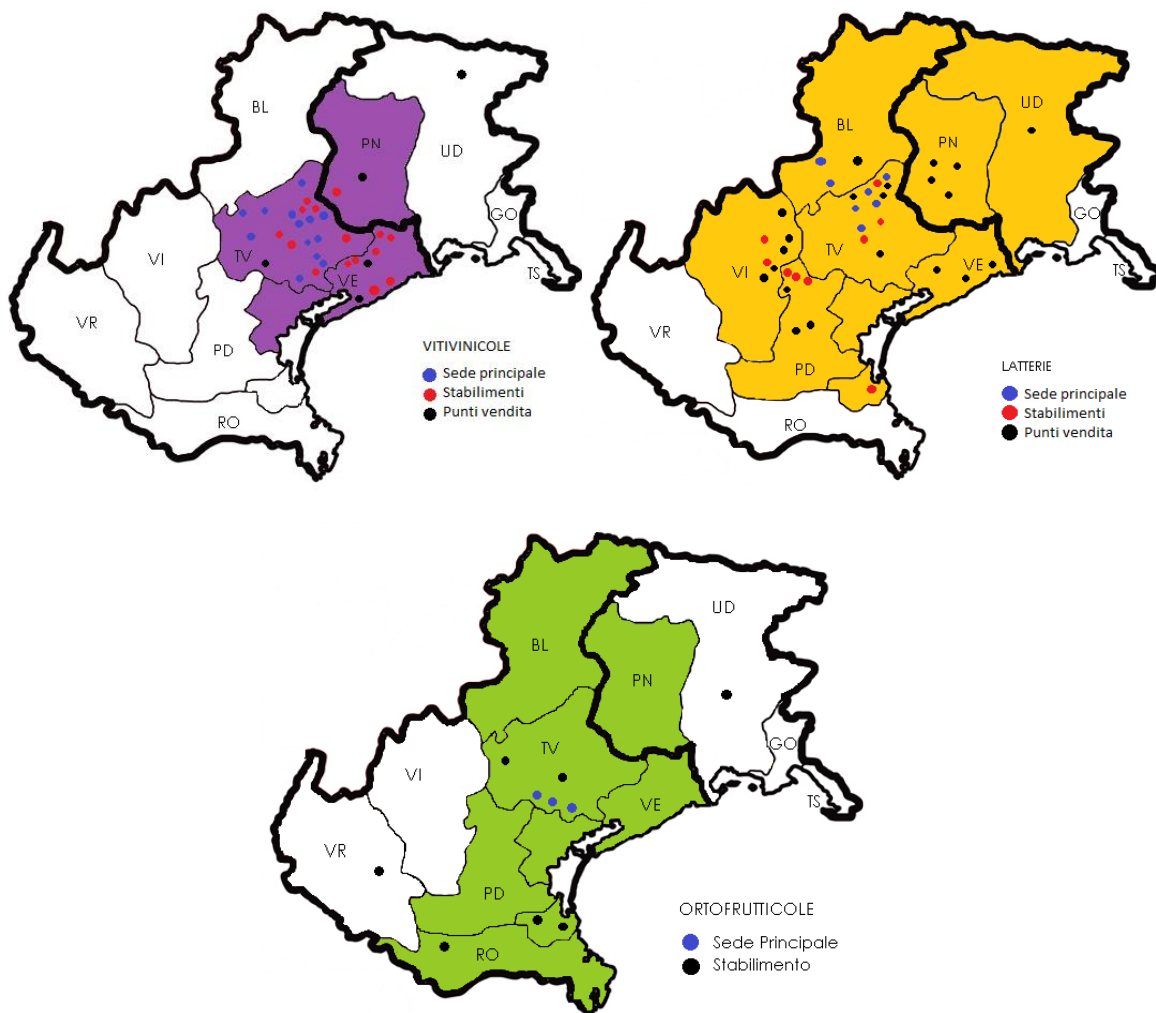 BL
UD
PN
GO
TV
VI
VE
TS
VR
PD
RO
VITIVINICOLE
Sede principale
Stabilimenti
Punti vendita
UD
BL
PN
GO
TV
VE
VI
TS
VR
PD
RO
LATTERIE
Sede principale
Stabilimenti
Punti vendita
UD
BL
PN
TV
GO
VI
VE
TS
VR
PD
RO
ORTOFRUTTICOLE
Sede Principale
Stabilimento